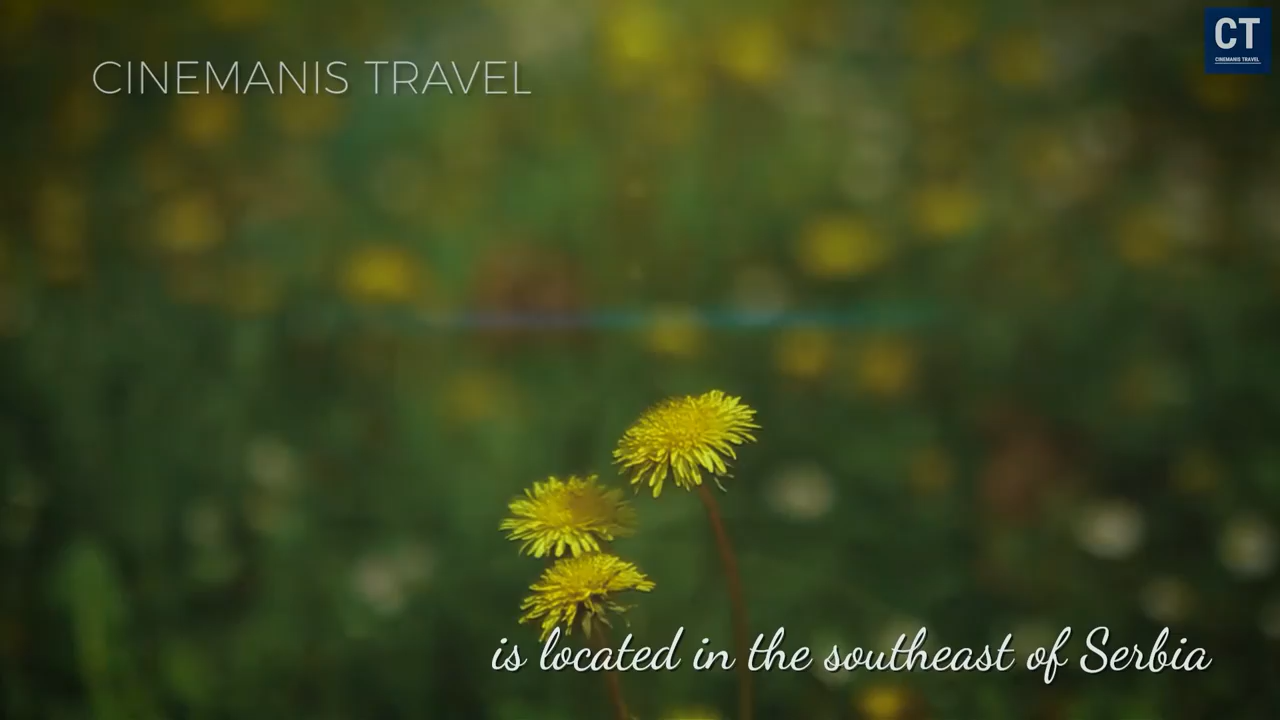 CINEMANIS TRAVEL
CT
CINEMANIS TRAVEL
is located in the southeast of Serbia